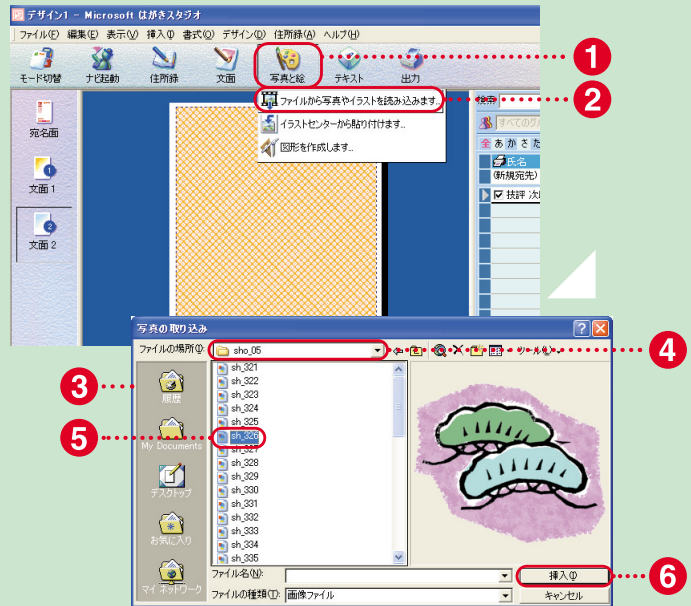 デザイン1 - Microsoft はがきスタジオ
ファイル(F) 編集(E) 表示(V) 挿入(I) 書式(O) デザイン(D) 住所録(A) ヘルプ(H)
モード切替 ナビ起動 住所録 文面 写真と絵 テキスト 出力
1
ファイルから写真やイラストを読み込みます...
2
イラストセンターから貼り付けます...
図形を作成します...
検索
すべてのグ
全 あ か さ た
氏名
(新規宛先)
技評 次
宛名面
1
文面 1
2
文面 2
写真の取り込み
ファイルの場所(I): sho_05 ツール(L)
4
3
履歴
My Documents
デスクトップ
お気に入り
マイ ネットワーク
sh_321
sh_322
sh_323
sh_324
sh_325
5
sh_326
sh_327
sh_328
sh_329
sh_330
sh_331
sh_332
sh_333
sh_334
sh_335
ファイル名(N): 挿入(I)
6
ファイルの種類(T): 画像ファイル キャンセル